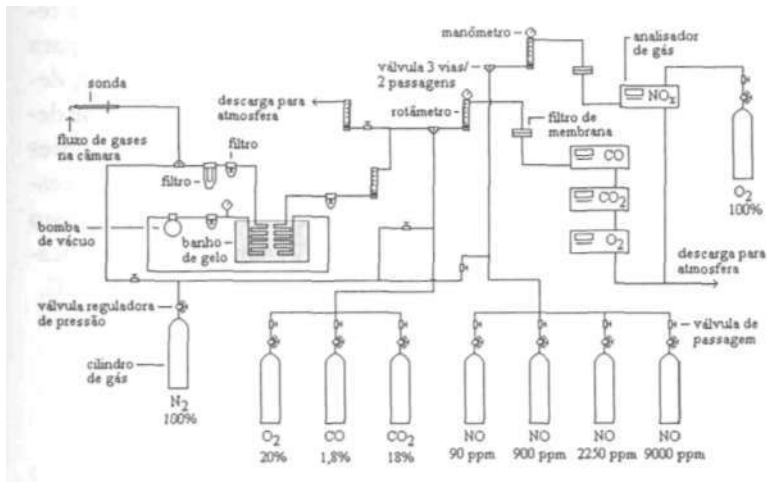 manômetro
analisador
de gás
sonda
válvula 3 vias/
2 passagens
NOx
descarga para
atmosfera
rotâmetro
filtro de
membrana
fluxo de gases
na câmara
filtro
CO
filtro
O2
100%
CO2
bomba
de vácuo
banho
de gelo
O2
descarga para
atmosfera
válvula reguladora
de pressão
válvula de
passagem
cilindro
de gás
N2
100%
O2
20%
CO
1,8%
CO2
18%
NO
90 ppm
NO
900 ppm
NO
2250 ppm
NO
9000 ppm